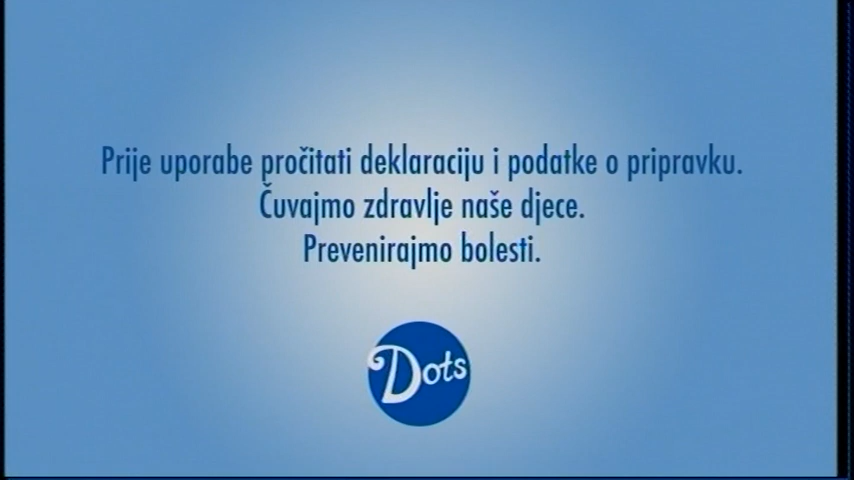 Prije uporabe pročitati deklaraciju i podatke o pripravku.
Čuvajmo zdravlje naše djece.
Prevenirajmo bolesti.
Dots